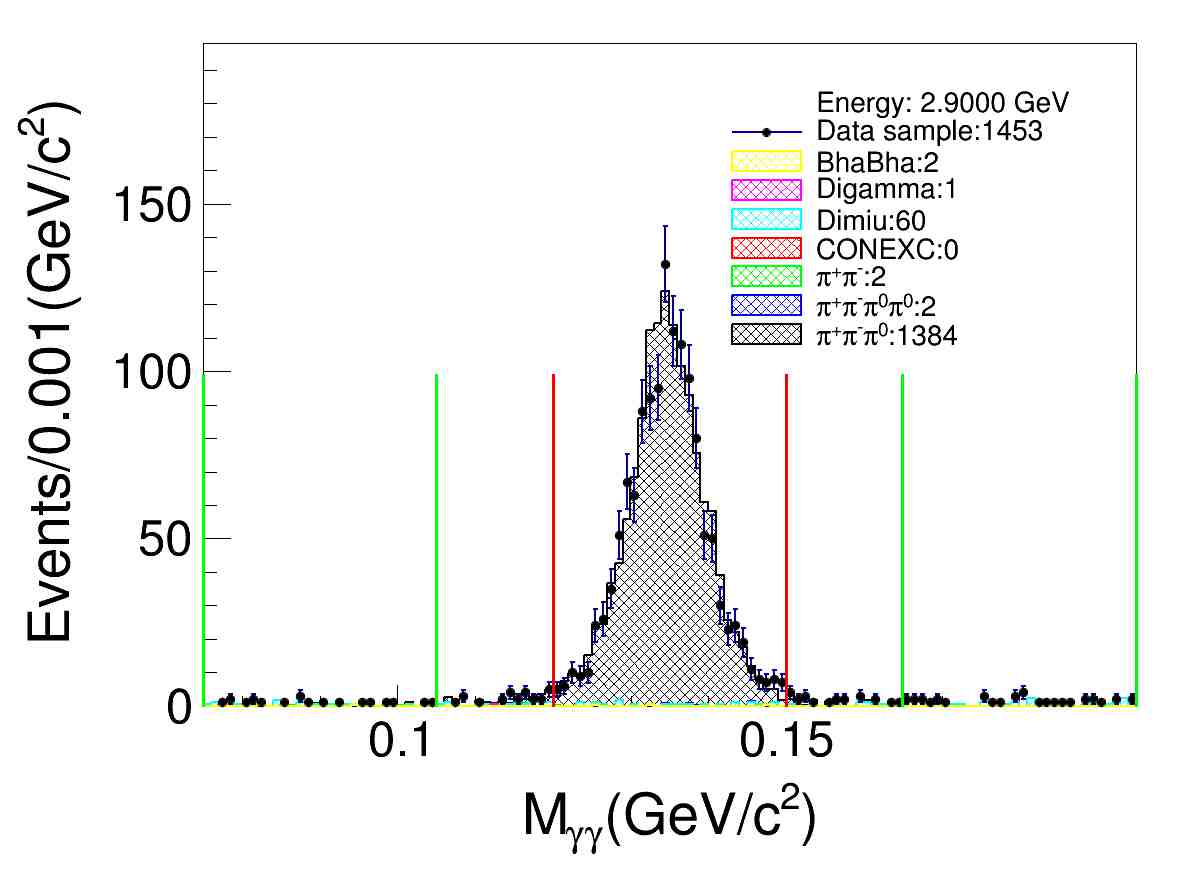 Energy: 2.9000 GeV
Data sample:1453
BhaBha:2
Digamma:1
Dimiu:60
CONEXC:0
π⁺π⁻:2
π⁺π⁻π⁰π⁰:2
π⁺π⁻π⁰:1384
Events/0.001(GeV/c²)
150
100
50
0
0.1
0.15
Mγγ(GeV/c²)